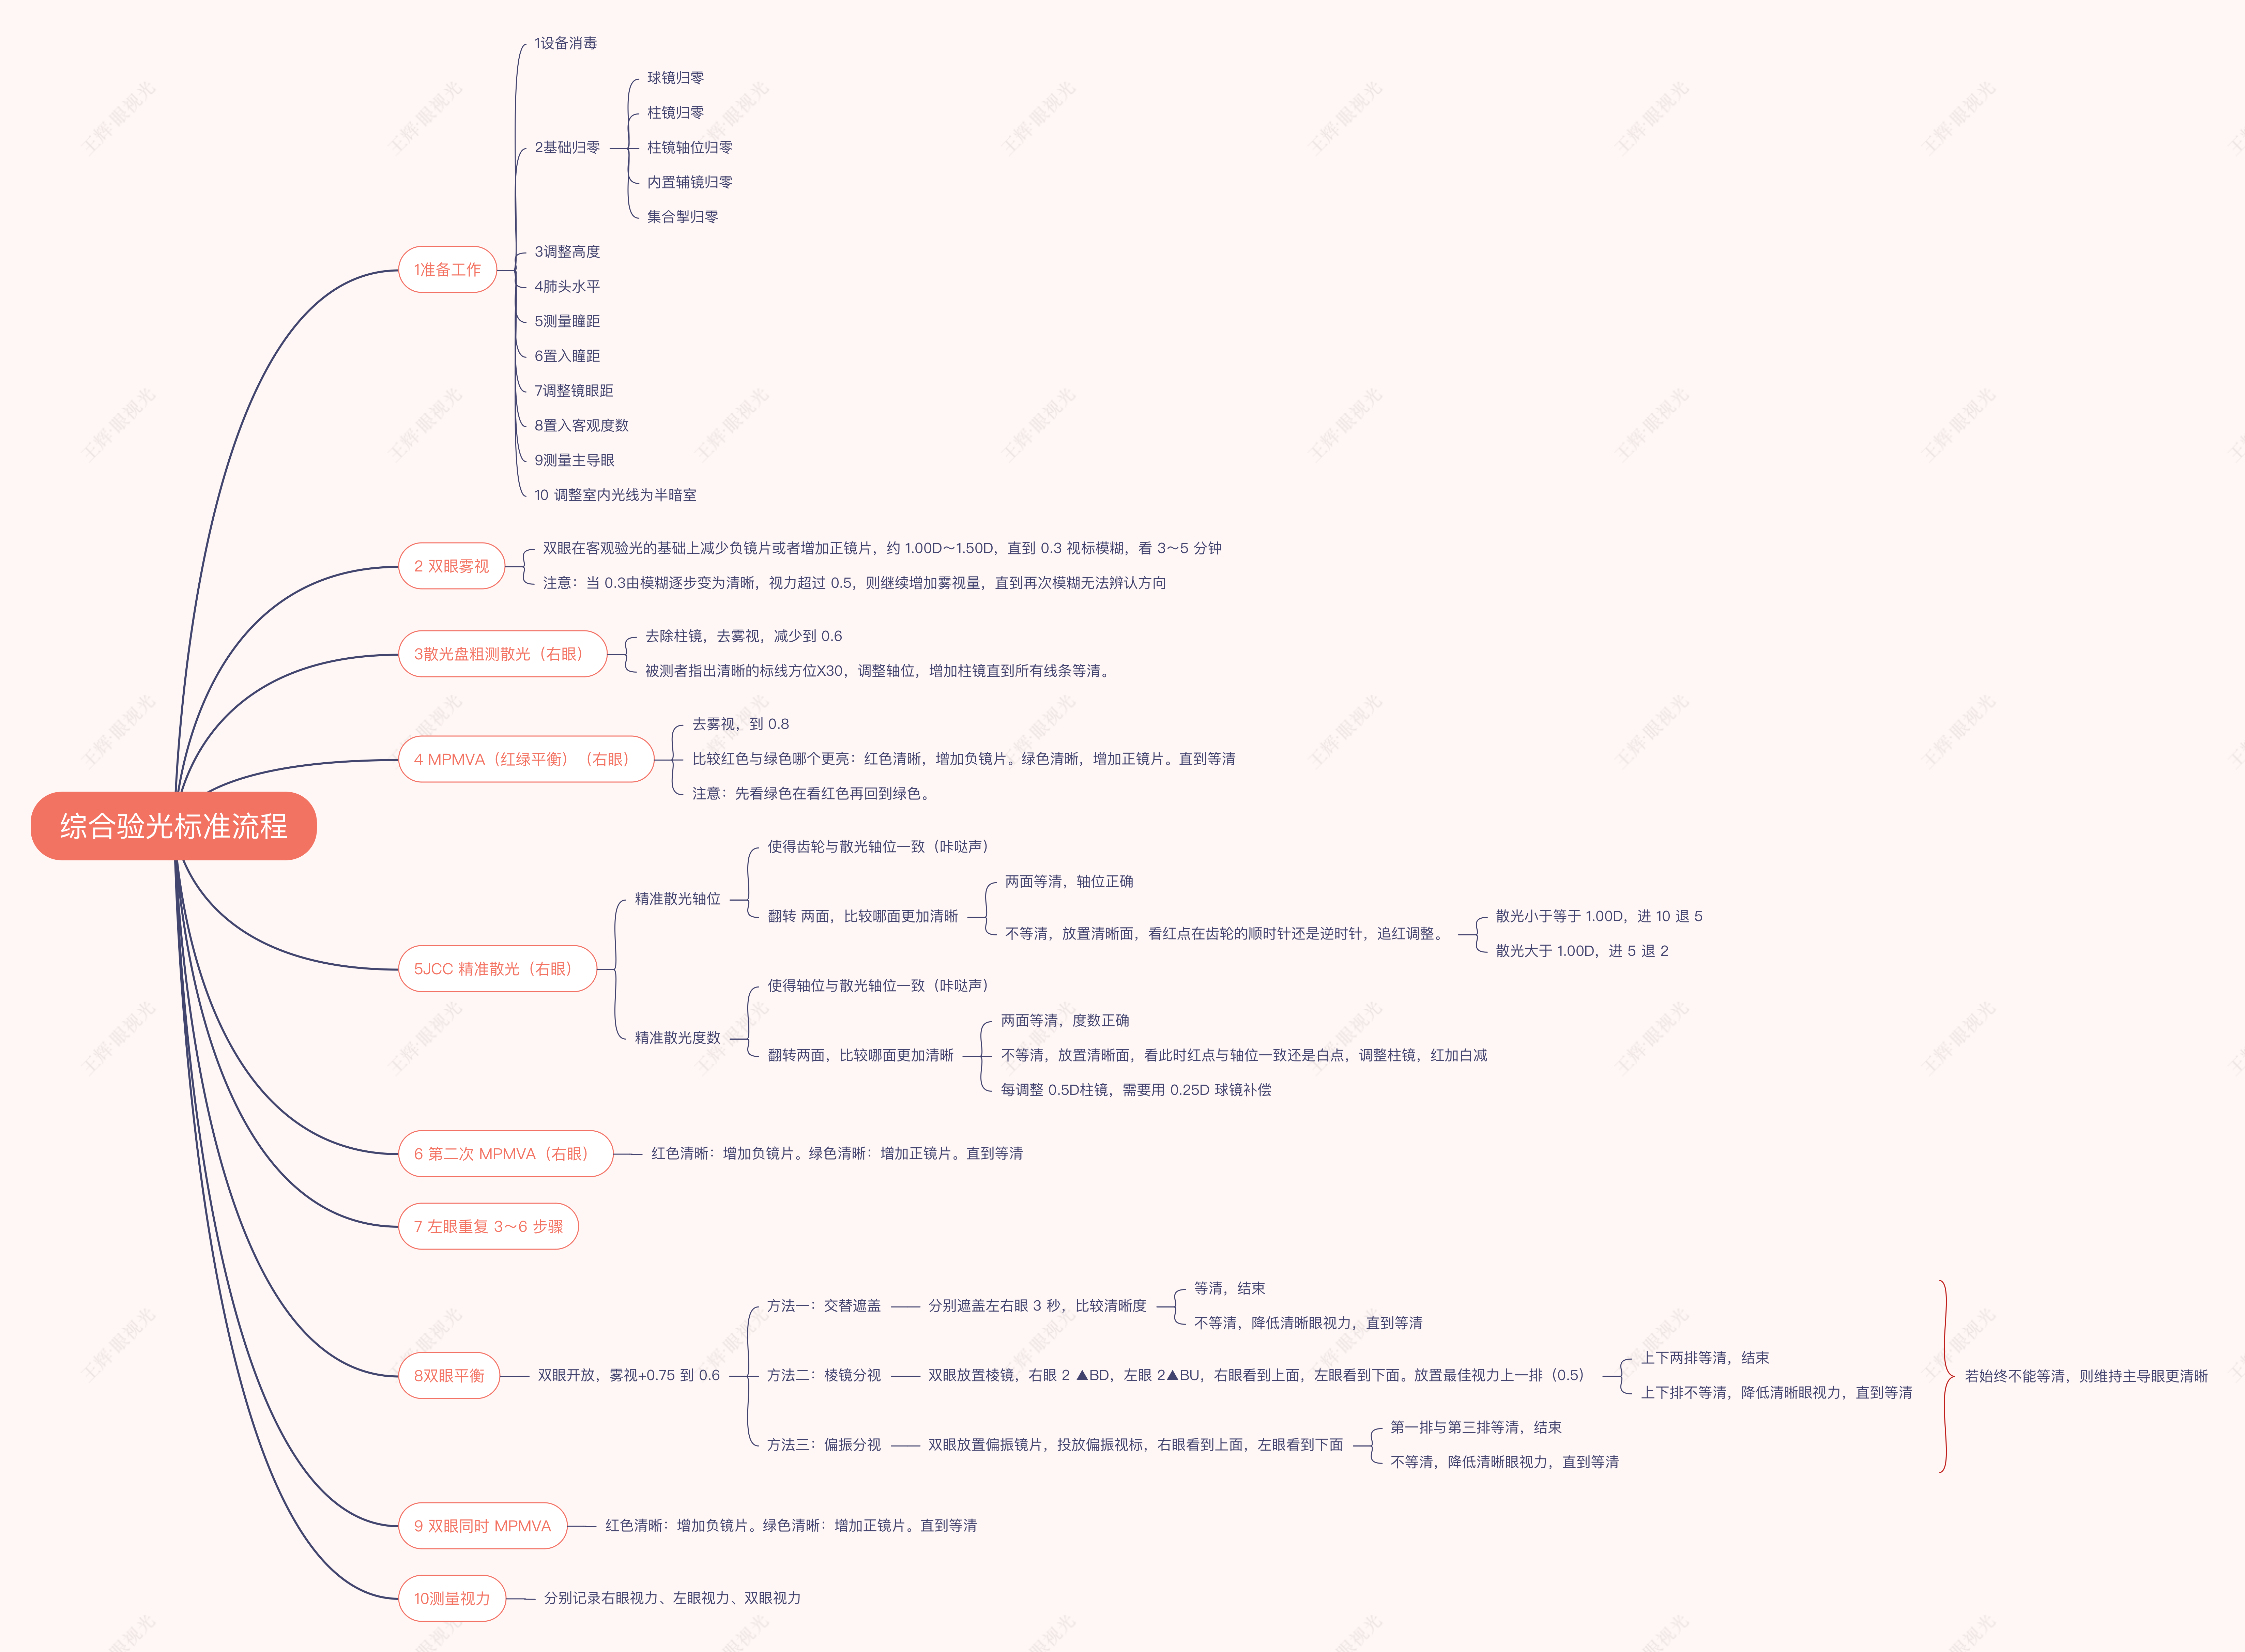 综合验光标准流程
1准备工作
1设备消毒
2基础归零
球镜归零
柱镜归零
柱镜轴位归零
内置辅镜归零
集合掣归零
3调整高度
4肺头水平
5测量瞳距
6置入瞳距
7调整镜眼距
8置入客观度数
9测量主导眼
10 调整室内光线为半暗室
2 双眼雾视
双眼在客观验光的基础上减少负镜片或者增加正镜片，约 1.00D～1.50D，直到 0.3 视标模糊，看 3～5 分钟
注意：当 0.3由模糊逐步变为清晰，视力超过 0.5，则继续增加雾视量，直到再次模糊无法辨认方向
3散光盘粗测散光（右眼）
去除柱镜，去雾视，减少到 0.6
被测者指出清晰的标线方位X30，调整轴位，增加柱镜直到所有线条等清。
4 MPMVA（红绿平衡）（右眼）
去雾视，到 0.8
比较红色与绿色哪个更亮：红色清晰，增加负镜片。绿色清晰，增加正镜片。直到等清
注意：先看绿色在看红色再回到绿色。
5JCC 精准散光（右眼）
精准散光轴位
使得齿轮与散光轴位一致（咔哒声）
翻转 两面，比较哪面更加清晰
两面等清，轴位正确
不等清，放置清晰面，看红点在齿轮的顺时针还是逆时针，追红调整。
散光小于等于 1.00D，进 10 退 5
散光大于 1.00D，进 5 退 2
精准散光度数
使得轴位与散光轴位一致（咔哒声）
翻转两面，比较哪面更加清晰
两面等清，度数正确
不等清，放置清晰面，看此时红点与轴位一致还是白点，调整柱镜，红加白减
每调整 0.5D柱镜，需要用 0.25D 球镜补偿
6 第二次 MPMVA（右眼）
红色清晰：增加负镜片。绿色清晰：增加正镜片。直到等清
7 左眼重复 3～6 步骤
8双眼平衡
双眼开放，雾视+0.75 到 0.6
方法一：交替遮盖
分别遮盖左右眼 3 秒，比较清晰度
等清，结束
不等清，降低清晰眼视力，直到等清
方法二：棱镜分视
双眼放置棱镜，右眼 2 ▲BD，左眼 2▲BU，右眼看到上面，左眼看到下面。放置最佳视力上一排（0.5）
上下两排等清，结束
上下排不等清，降低清晰眼视力，直到等清
方法三：偏振分视
双眼放置偏振镜片，投放偏振视标，右眼看到上面，左眼看到下面
第一排与第三排等清，结束
不等清，降低清晰眼视力，直到等清
若始终不能等清，则维持主导眼更清晰
9 双眼同时 MPMVA
红色清晰：增加负镜片。绿色清晰：增加正镜片。直到等清
10测量视力
分别记录右眼视力、左眼视力、双眼视力
王辉·眼视光